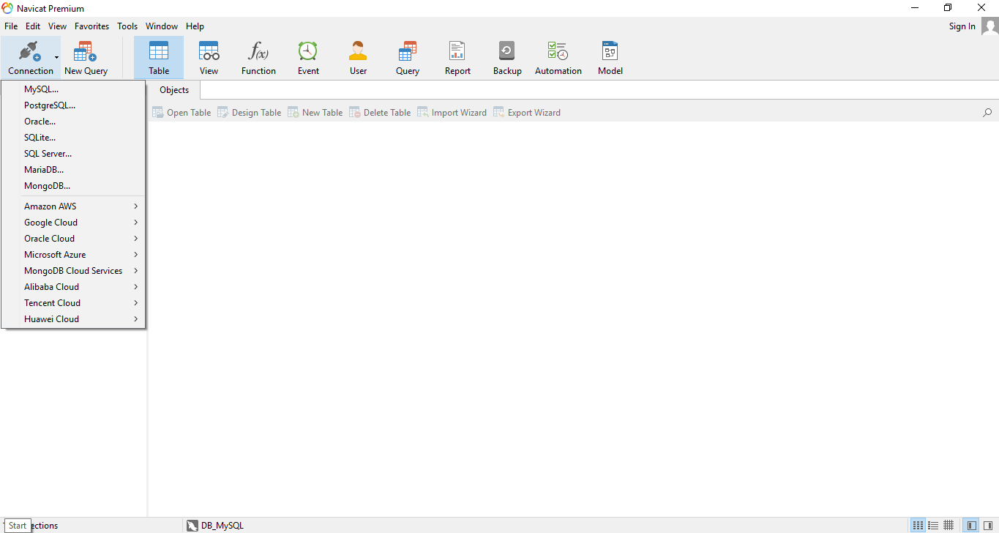 Navicat Premium
File Edit View Favorites Tools Window Help
Sign In
Connection New Query Table View Function Event User Query Report Backup Automation Model
MySQL...
PostgreSQL...
Oracle...
SQLite...
SQL Server...
MariaDB...
MongoDB...
Amazon AWS
Google Cloud
Oracle Cloud
Microsoft Azure
MongoDB Cloud Services
Alibaba Cloud
Tencent Cloud
Huawei Cloud
Objects
Open Table Design Table New Table Delete Table Import Wizard Export Wizard
Start ections DB_MySQL